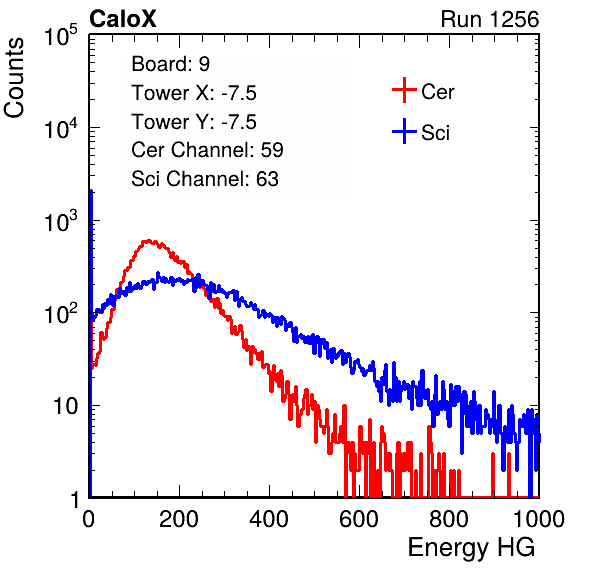 CaloX Run 1256
Counts
10^5
10^4
10^3
10^2
10
1
Board: 9
Tower X: -7.5
Tower Y: -7.5
Cer Channel: 59
Sci Channel: 63
Cer
Sci
0 200 400 600 800 1000
Energy HG